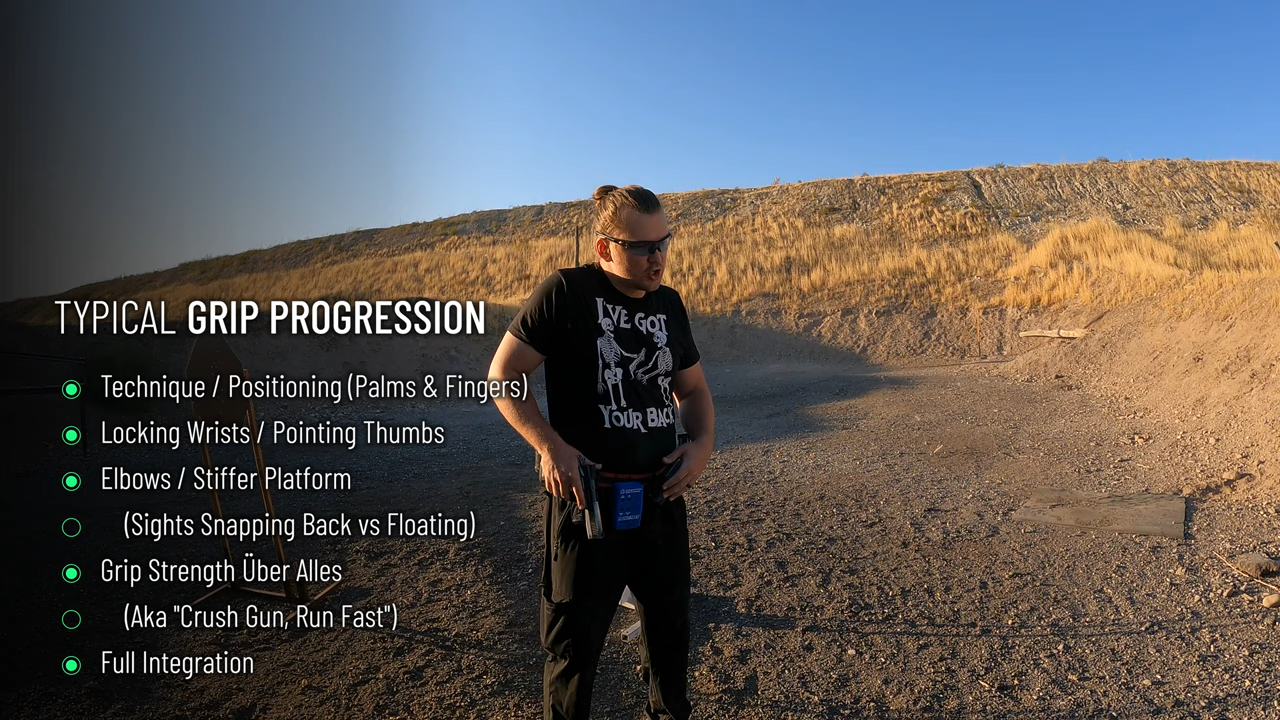 TYPICAL GRIP PROGRESSION
Technique / Positioning (Palms & Fingers)
Locking Wrists / Pointing Thumbs
Elbows / Stiffer Platform
(Sights Snapping Back vs Floating)
Grip Strength Über Alles
(Aka "Crush Gun, Run Fast")
Full Integration
I'VE GOT
YOUR BACK